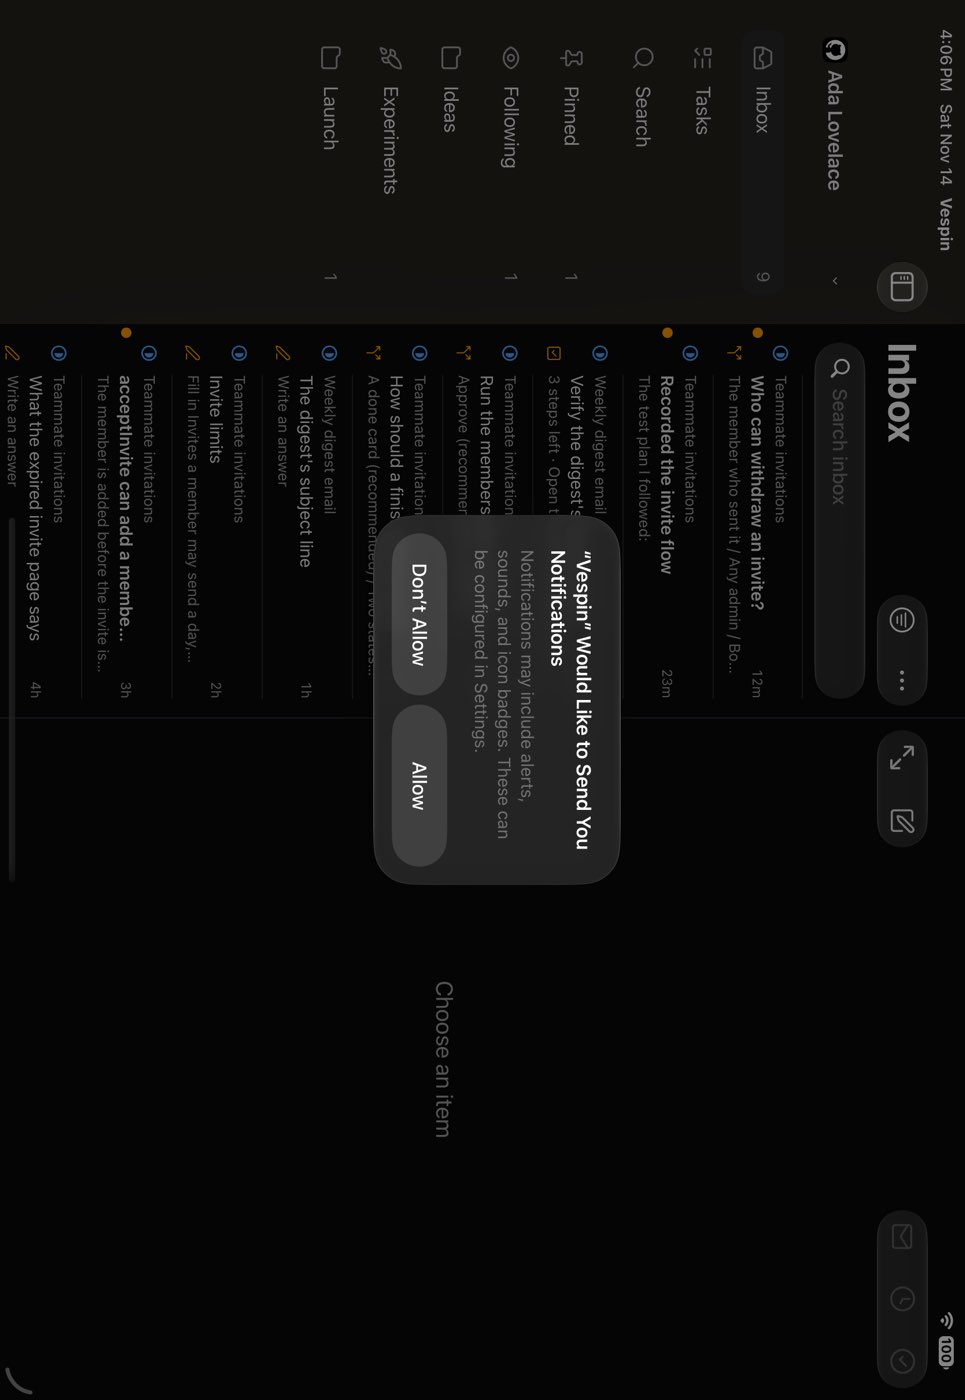 4:06 PM Sat Nov 14 Vespin
100
Ada Lovelace
Inbox 9
Tasks
Search
Pinned 1
Following 1
Ideas
Experiments
Launch 1
Inbox
Search inbox
Teammate invitations
Who can withdraw an invite? 12m
The member who sent it / Any admin / Bo...
Teammate invitations
Recorded the invite flow 23m
The test plan I followed:
Weekly digest email
Verify the digest's
3 steps left · Open
Teammate invitation
Run the members
Approve (recommen
Teammate invitation
How should a finis
A done card (recommended) / Two states...
Weekly digest email
The digest's subject line 1h
Write an answer
Teammate invitations
Invite limits 2h
Fill in Invites a member may send a day,...
Teammate invitations
acceptInvite can add a membe... 3h
The member is added before the invite is...
Teammate invitations
What the expired invite page says 4h
Write an answer
“Vespin” Would Like to Send You
Notifications
Notifications may include alerts,
sounds, and icon badges. These can
be configured in Settings.
Don’t Allow
Allow
Choose an item